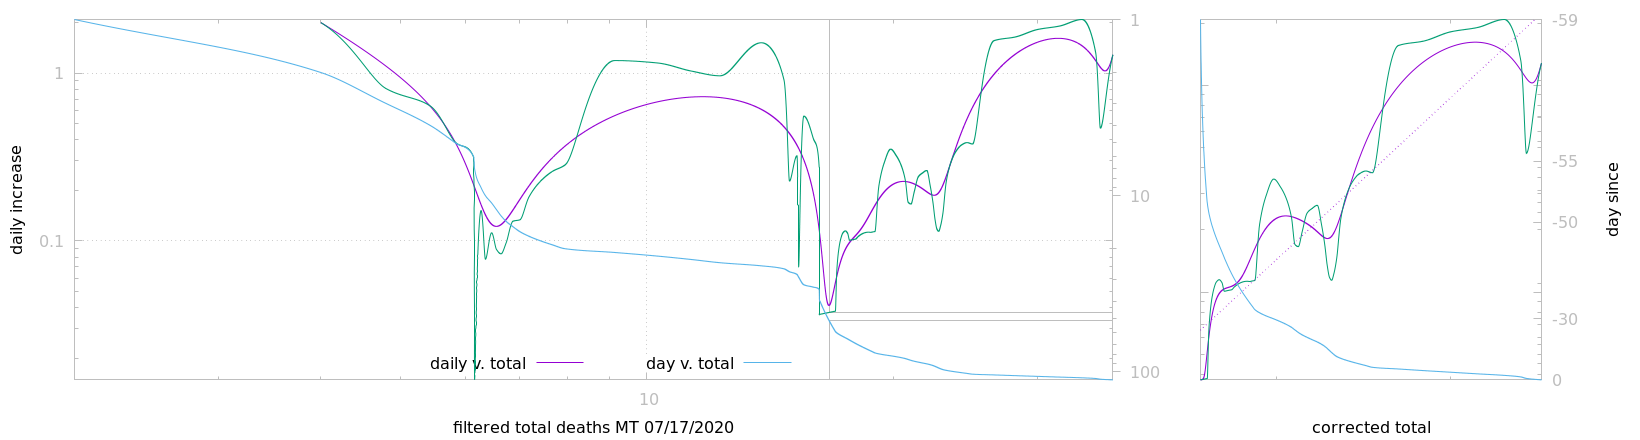 1
0.1
daily increase
daily v. total
day v. total
10
filtered total deaths MT 07/17/2020
1
10
100
-59
-55
-50
-30
0
day since
corrected total